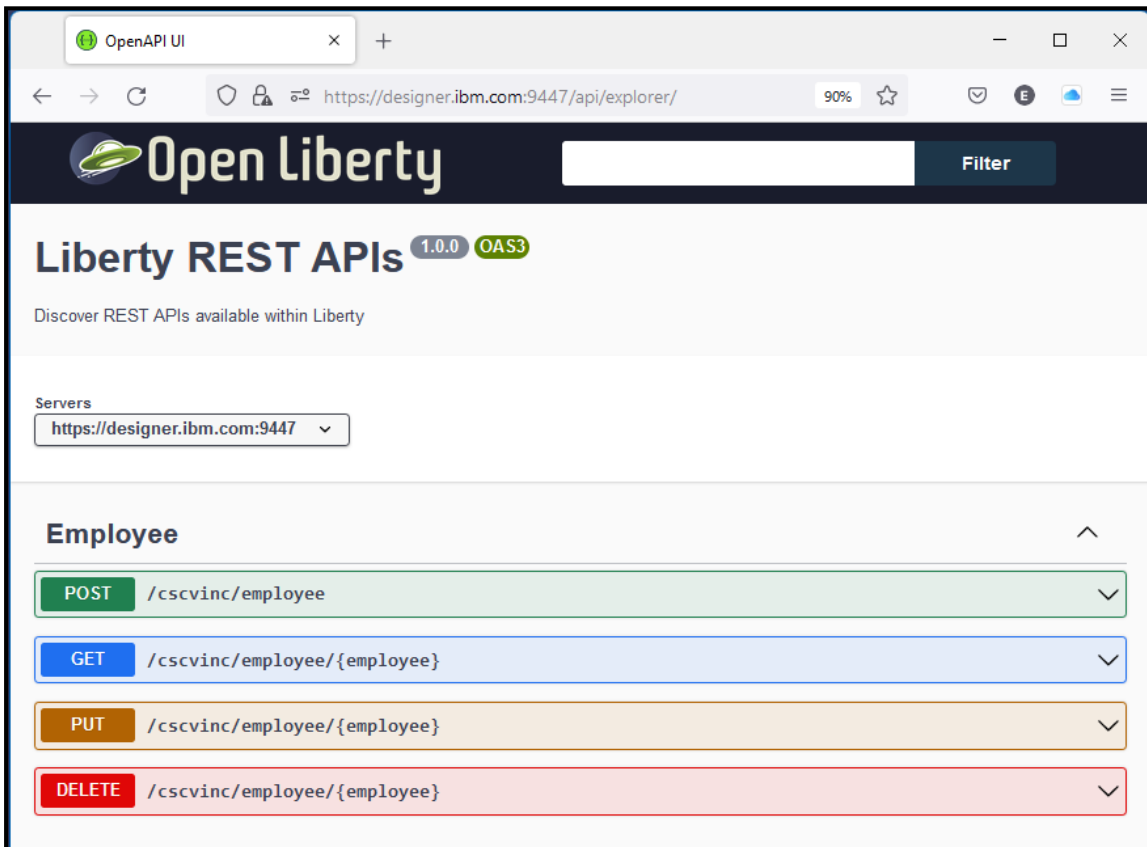 OpenAPI UI
https://designer.ibm.com:9447/api/explorer/
90%
E
Open Liberty
Filter
Liberty REST APIs 1.0.0 OAS3
Discover REST APIs available within Liberty
Servers
https://designer.ibm.com:9447
Employee
POST /cscvinc/employee
GET /cscvinc/employee/{employee}
PUT /cscvinc/employee/{employee}
DELETE /cscvinc/employee/{employee}